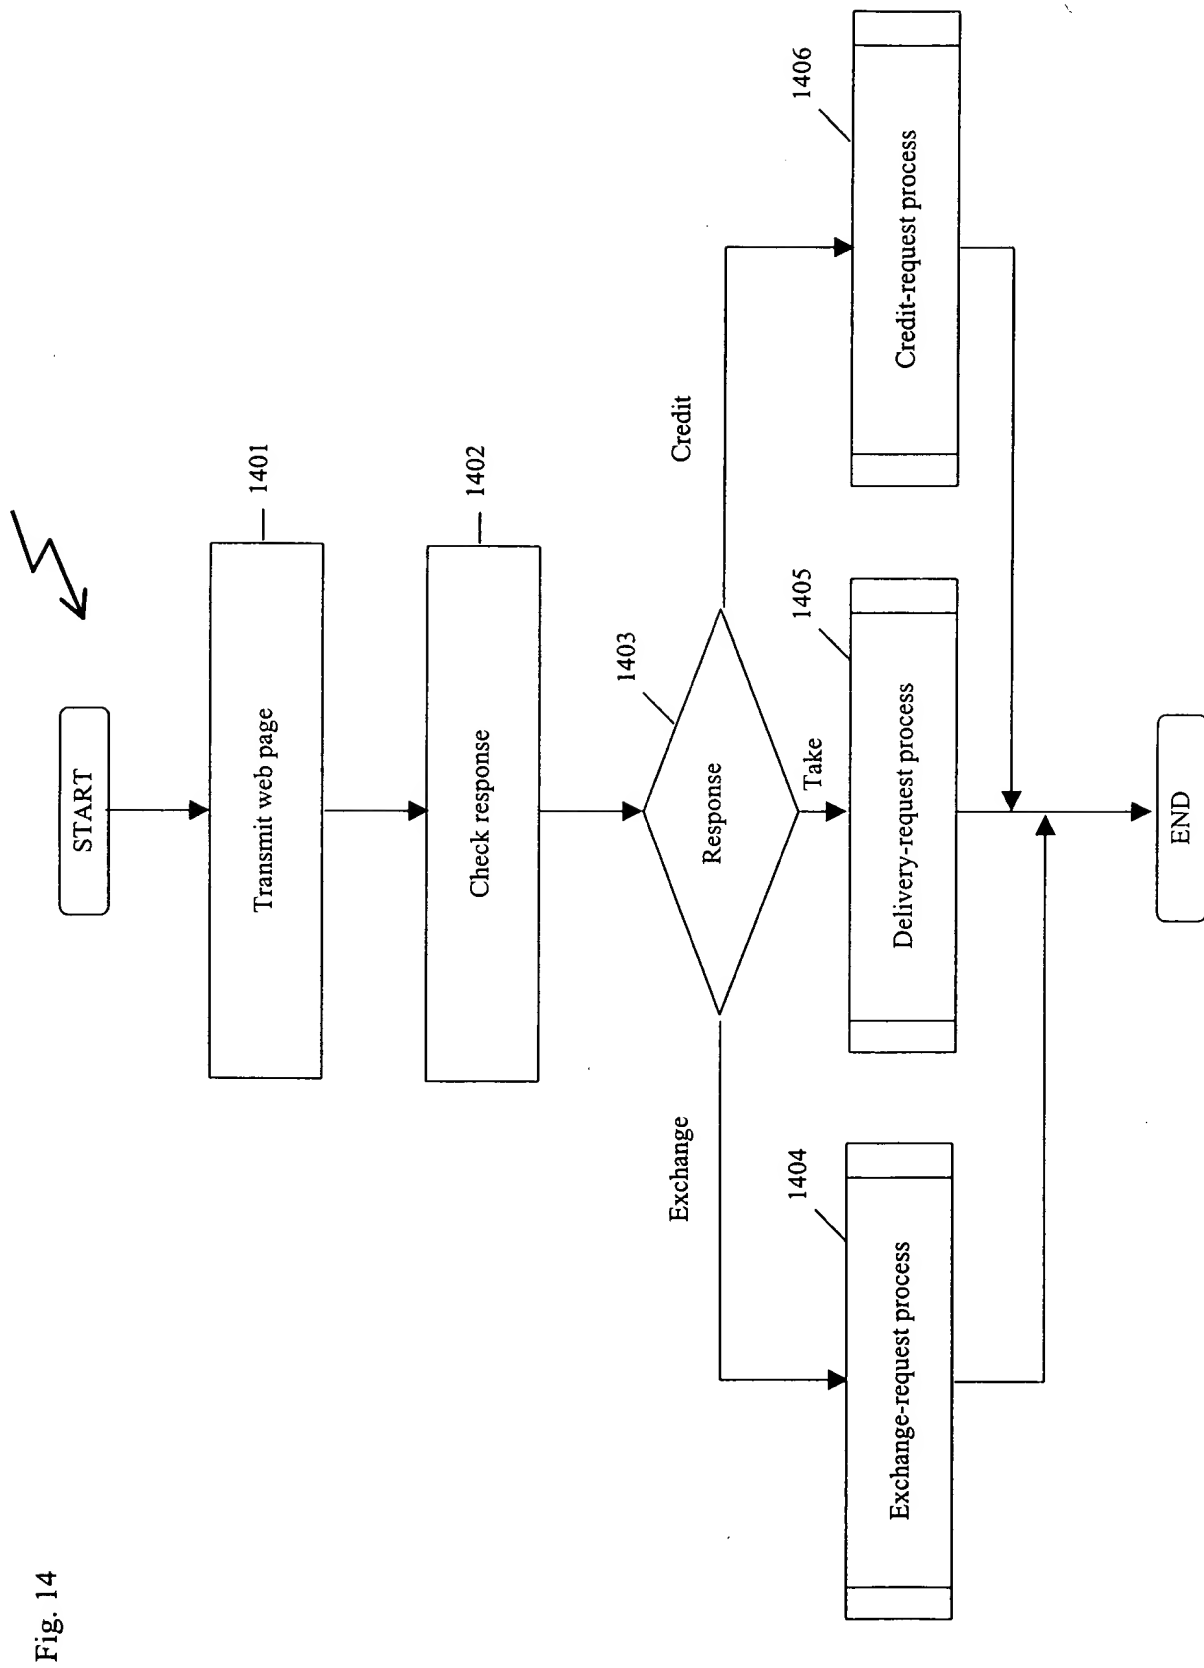 Fig. 14
START
Transmit web page
1401
Check response
1402
Response
1403
Exchange
Take
Credit
Exchange-request process
1404
Delivery-request process
1405
Credit-request process
1406
END